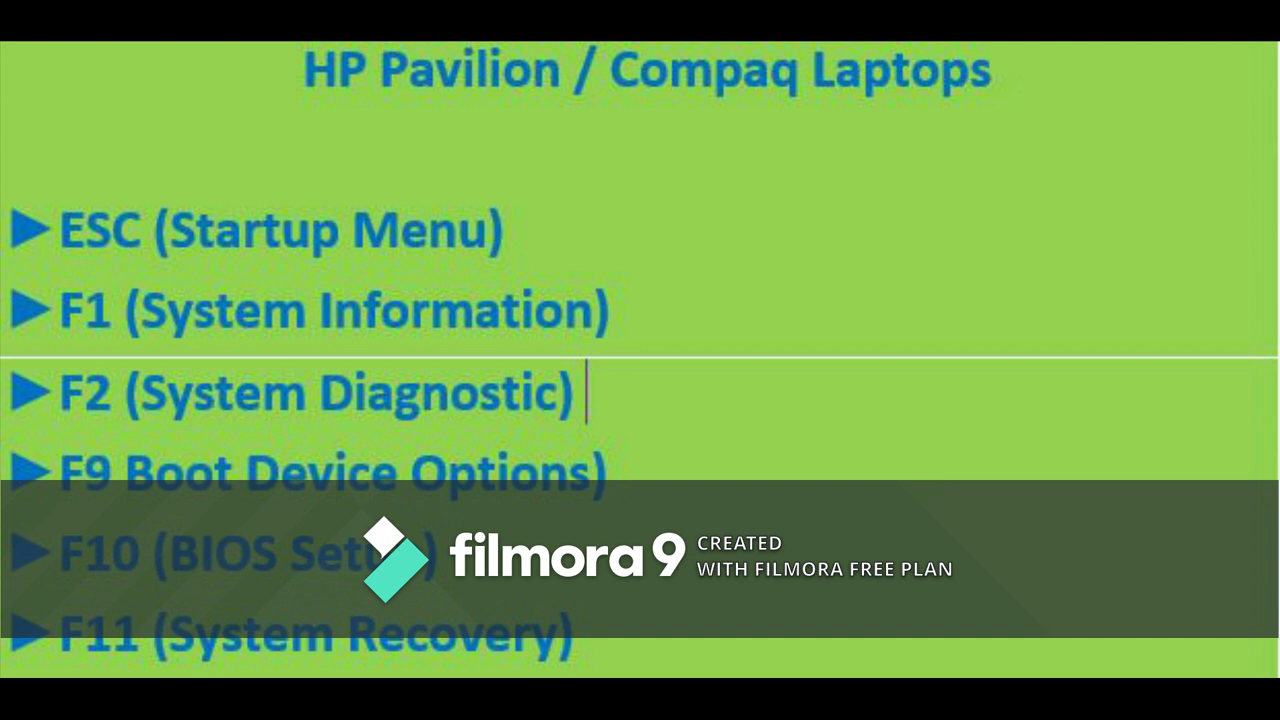 HP Pavilion / Compaq Laptops
►ESC (Startup Menu)
►F1 (System Information)
►F2 (System Diagnostic)
►F9 Boot Device Options)
►F10 (BIOS Setup)
filmora9 CREATED
WITH FILMORA FREE PLAN
►F11 (System Recovery)